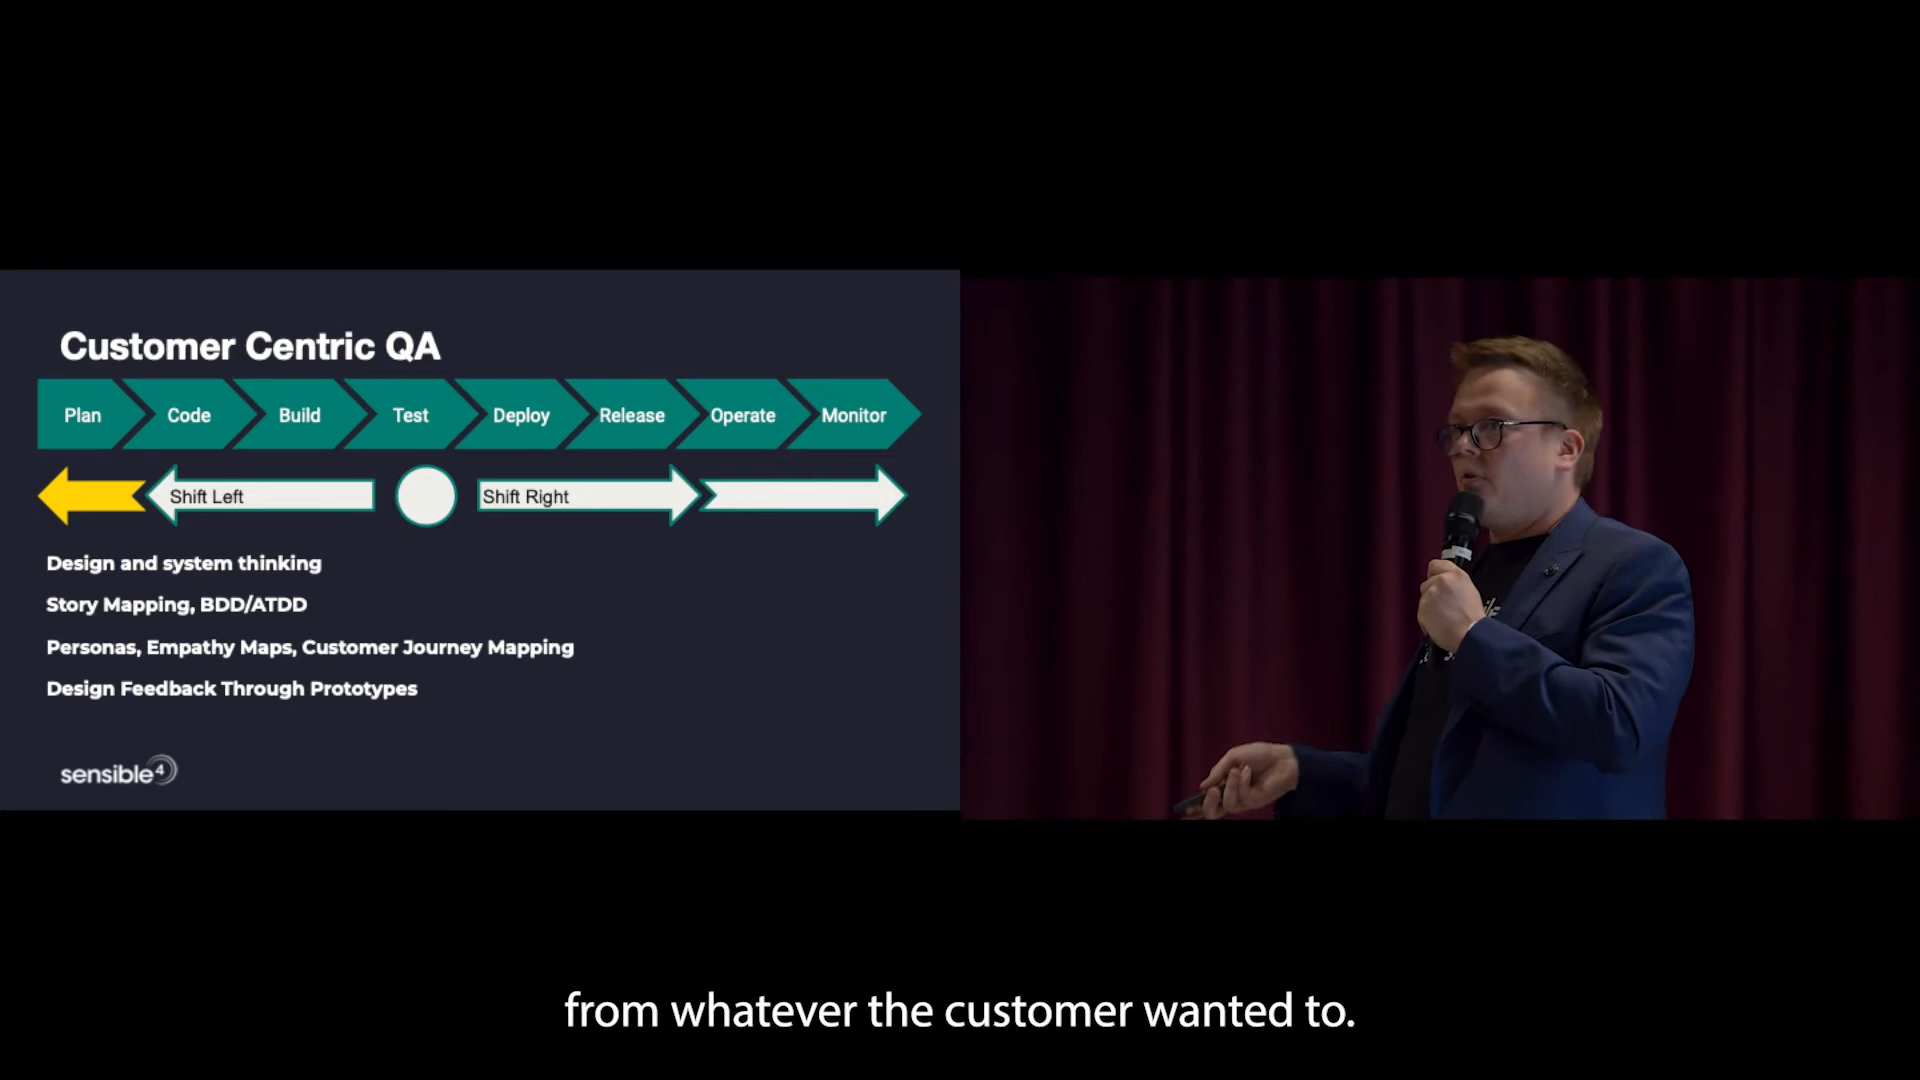 Customer Centric QA
Plan Code Build Test Deploy Release Operate Monitor
Shift Left Shift Right
Design and system thinking
Story Mapping, BDD/ATDD
Personas, Empathy Maps, Customer Journey Mapping
Design Feedback Through Prototypes
sensible4
from whatever the customer wanted to.